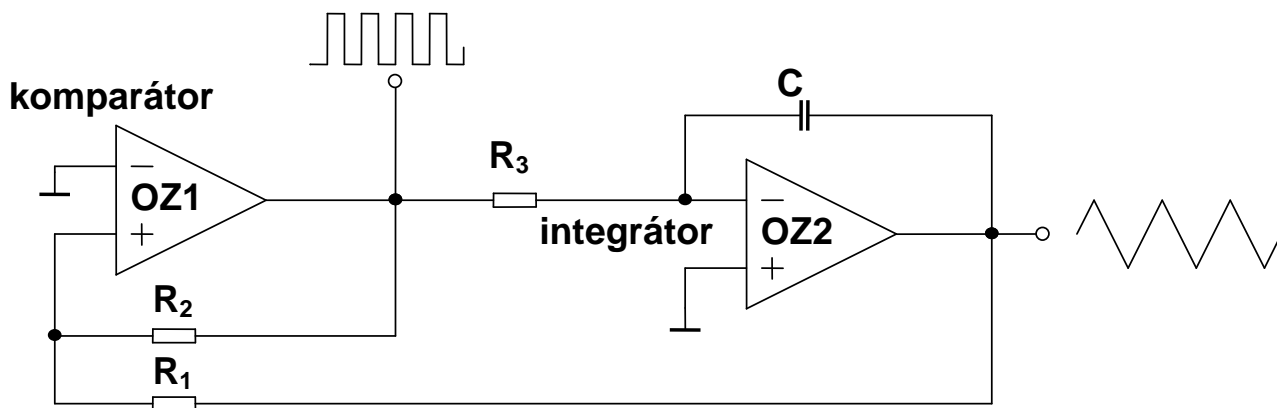 komparátor
C
R3
OZ1
integrátor
OZ2
R2
R1